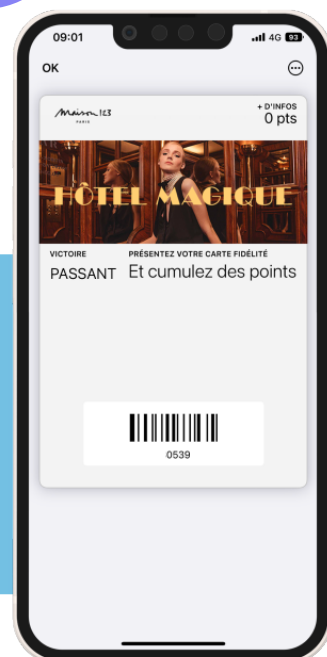 09:01 4G 93
OK
Maison 123
PARIS
+ D'INFOS
0 pts
HÔTEL MAGIQUE
VICTOIRE PRÉSENTEZ VOTRE CARTE FIDÉLITÉ
PASSANT Et cumulez des points
0539